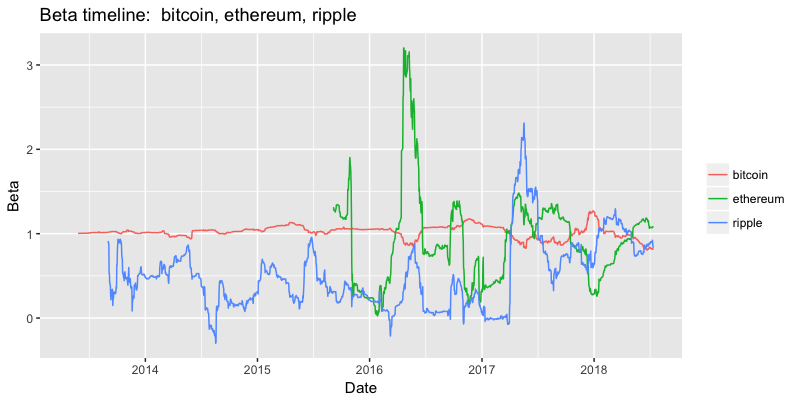 Beta timeline:  bitcoin, ethereum, ripple
Beta
3
2
1
0
2014 2015 2016 2017 2018
Date
bitcoin
ethereum
ripple